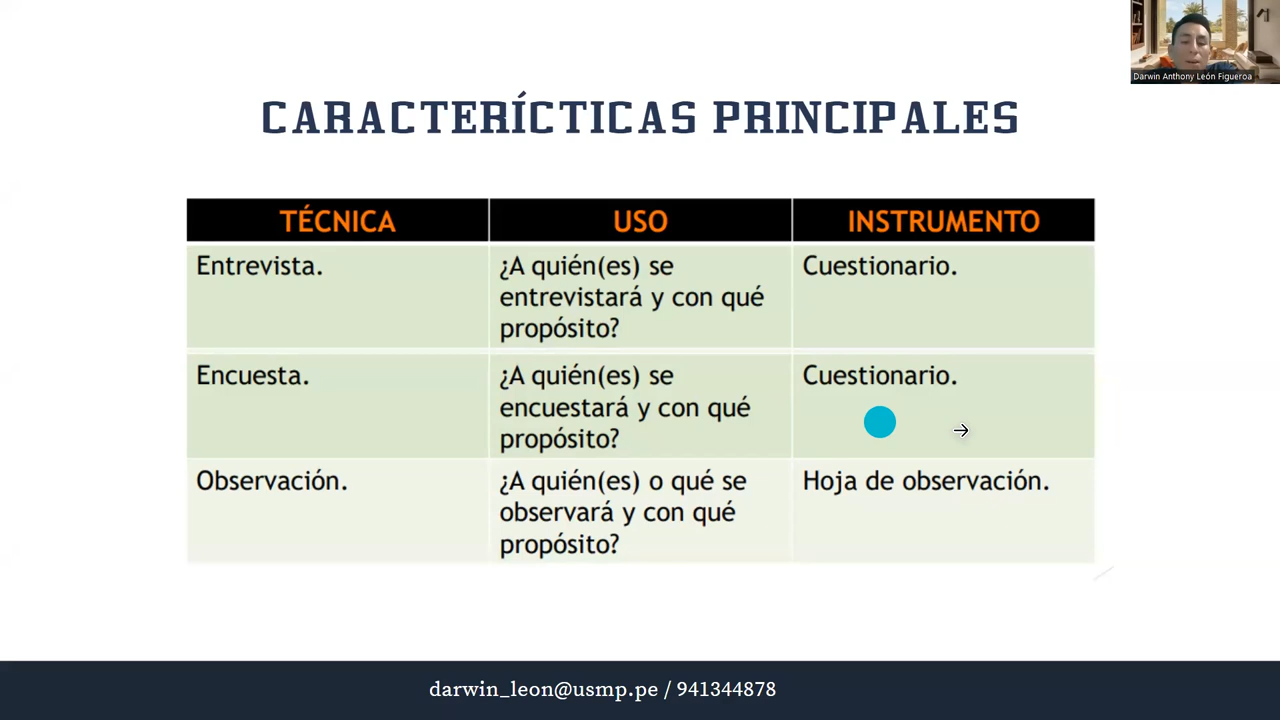 Darwin Anthony León Figueroa
CARACTERÍCTICAS PRINCIPALES
TÉCNICA USO INSTRUMENTO
Entrevista.
¿A quién(es) se
entrevistará y con qué
propósito?
Cuestionario.
Encuesta.
¿A quién(es) se
encuestará y con qué
propósito?
Cuestionario.
Observación.
¿A quién(es) o qué se
observará y con qué
propósito?
Hoja de observación.
darwin_leon@usmp.pe / 941344878